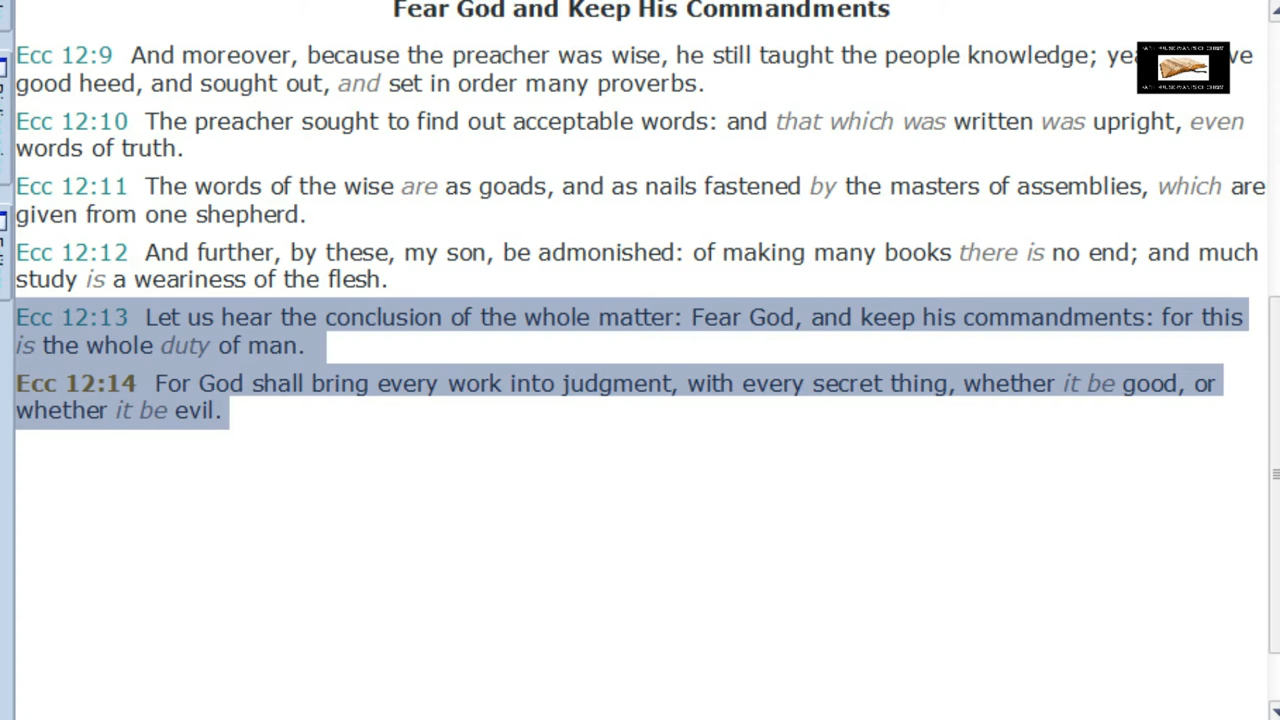 Fear God and Keep His Commandments
Ecc 12:9 And moreover, because the preacher was wise, he still taught the people knowledge;
good heed, and sought out, and set in order many proverbs.
Ecc 12:10 The preacher sought to find out acceptable words: and that which was written was upright, even
words of truth.
Ecc 12:11 The words of the wise are as goads, and as nails fastened by the masters of assemblies, which are
given from one shepherd.
Ecc 12:12 And further, by these, my son, be admonished: of making many books there is no end; and much
study is a weariness of the flesh.
Ecc 12:13 Let us hear the conclusion of the whole matter: Fear God, and keep his commandments: for this
is the whole duty of man.
Ecc 12:14 For God shall bring every work into judgment, with every secret thing, whether it be good, or
whether it be evil.